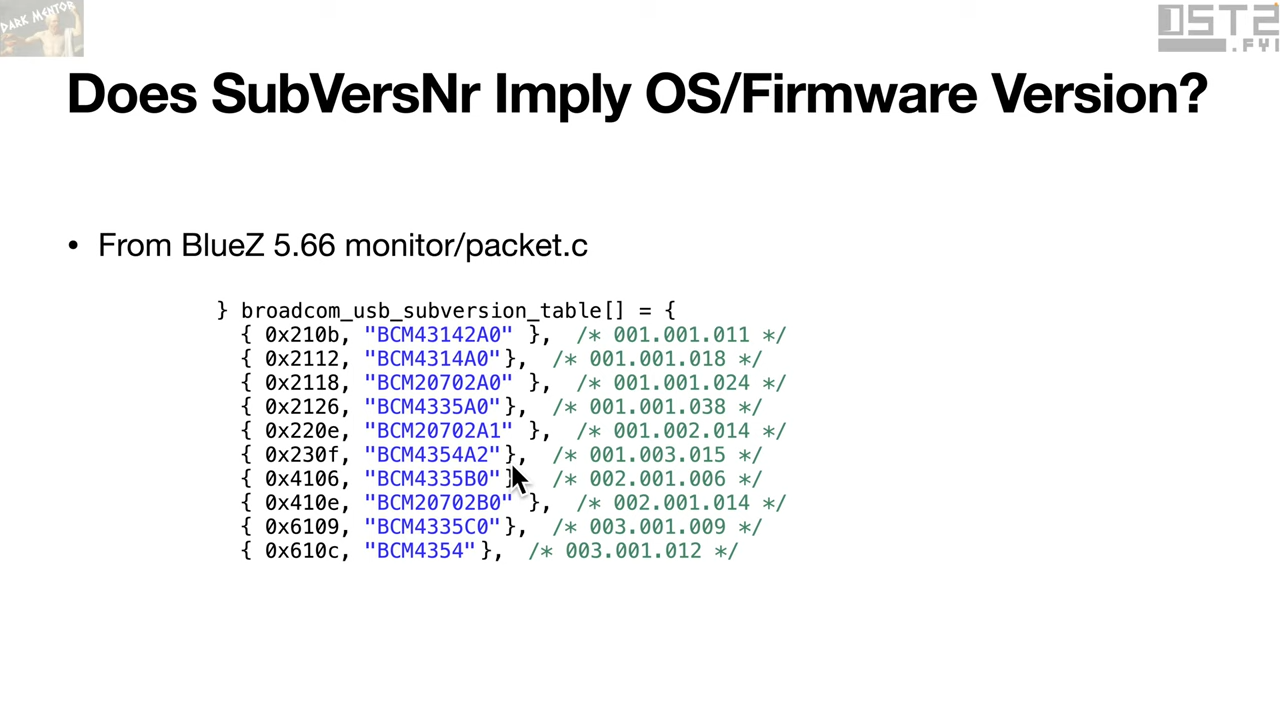 DARK MENTOR
OST2
.FYI
Does SubVersNr Imply OS/Firmware Version?
• From BlueZ 5.66 monitor/packet.c
} broadcom_usb_subversion_table[] = {
{ 0x210b, "BCM43142A0" }, /* 001.001.011 */
{ 0x2112, "BCM4314A0" }, /* 001.001.018 */
{ 0x2118, "BCM20702A0" }, /* 001.001.024 */
{ 0x2126, "BCM4335A0" }, /* 001.001.038 */
{ 0x220e, "BCM20702A1" }, /* 001.002.014 */
{ 0x230f, "BCM4354A2" }, /* 001.003.015 */
{ 0x4106, "BCM4335B0" } /* 002.001.006 */
{ 0x410e, "BCM20702B0" }, /* 002.001.014 */
{ 0x6109, "BCM4335C0" }, /* 003.001.009 */
{ 0x610c, "BCM4354" }, /* 003.001.012 */